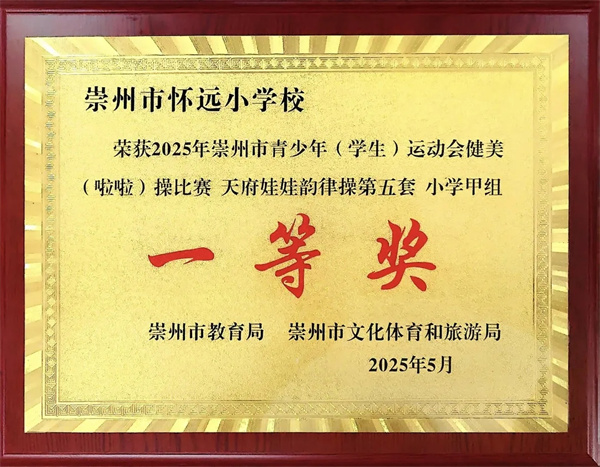 崇州市怀远小学校
荣获2025年崇州市青少年（学生）运动会健美
（啦啦）操比赛 天府娃娃韵律操第五套 小学甲组
一等奖
崇州市教育局 崇州市文化体育和旅游局
2025年5月